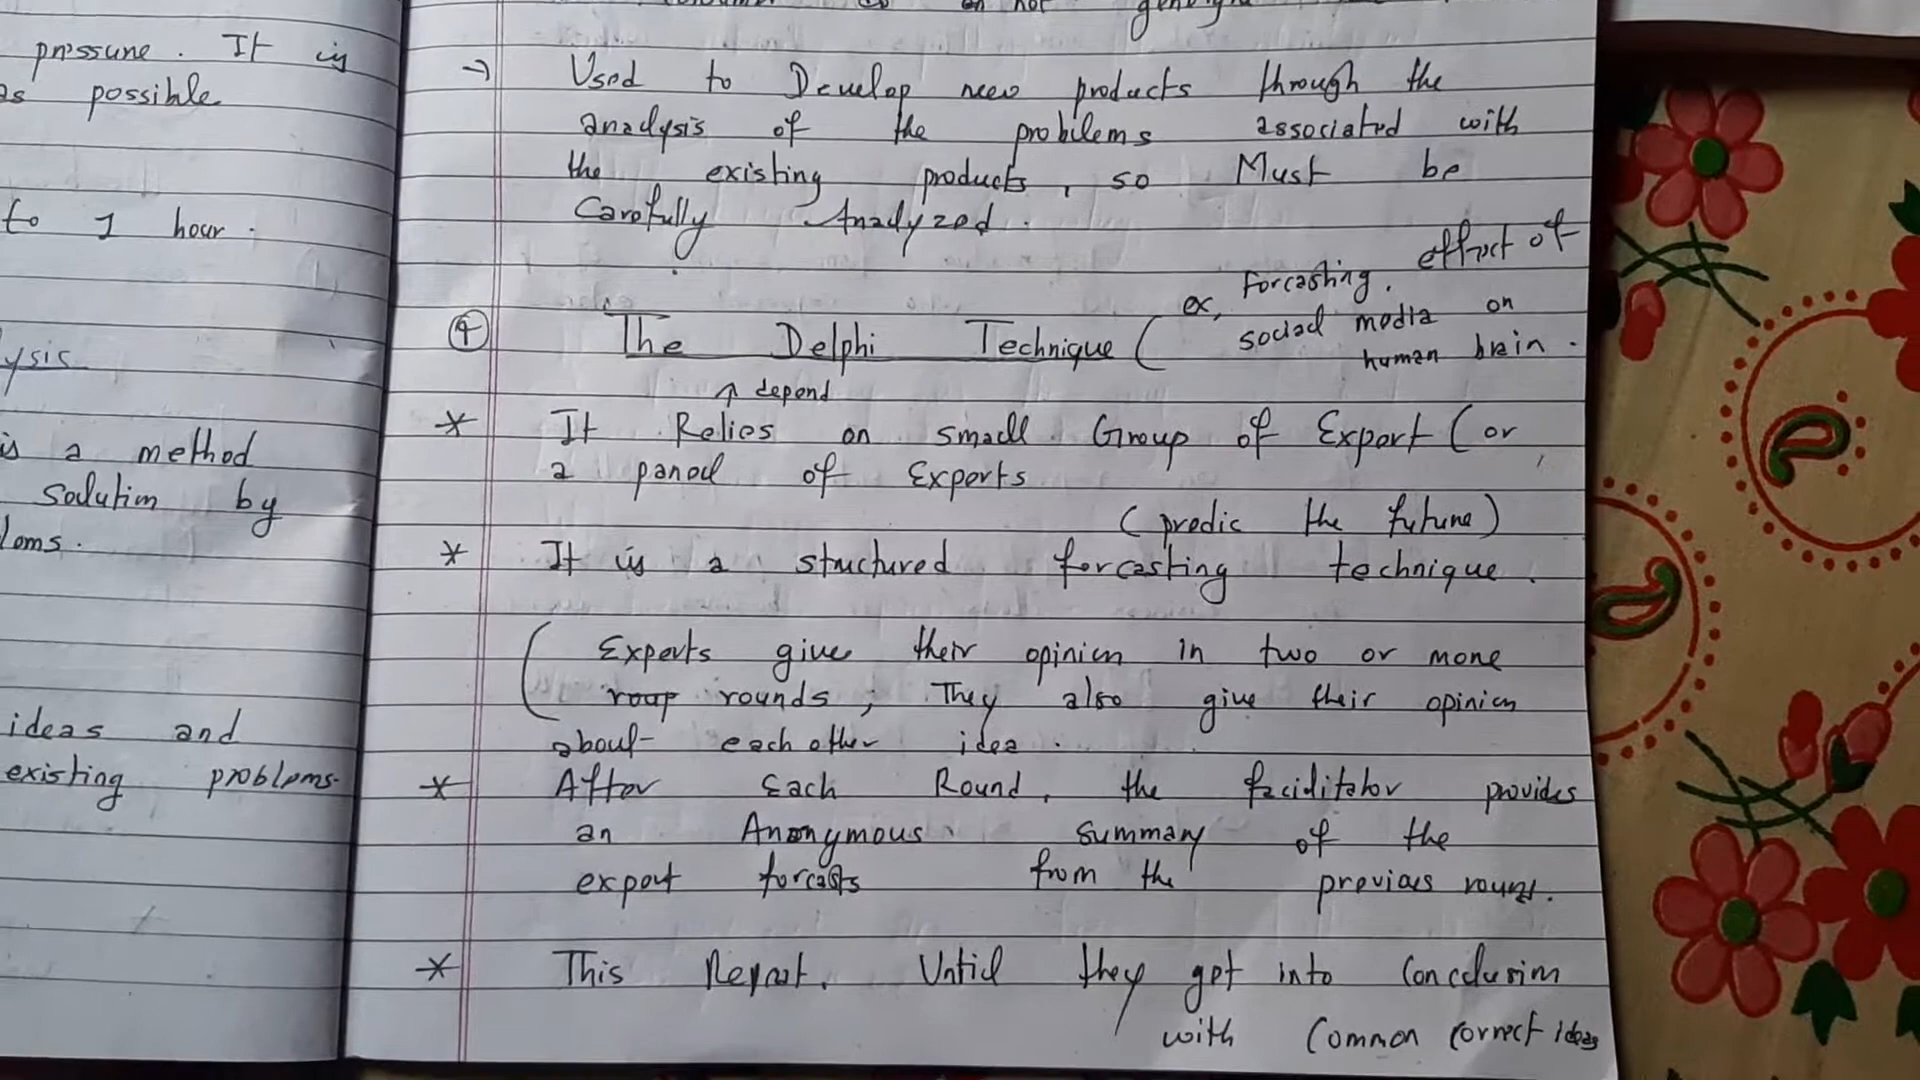 pressure. It is
as possible
to 1 hour.
ysis
is a method
solution by
lems.
ideas and
existing problems.
→ Used to Develop new products through the
analysis of the problems associated with
the existing products, so Must be
Carefully Analyzed.
④ The Delphi Technique ( ex, Forcasting. effect of
social media on
human brain.
↗ depend
* It Relies on small Group of Expert ( or
a panel of Experts
(predic the future)
* It is a structured forcasting technique.
( Experts give their opinion in two or more
rounds, They also give their opinion
about each other idea.
* After Each Round, the facilitator provides
an Anonymous summary of the
expert forcasts from the previous
* This Repeat. Until they get into Conclusion
with Common Correct ideas